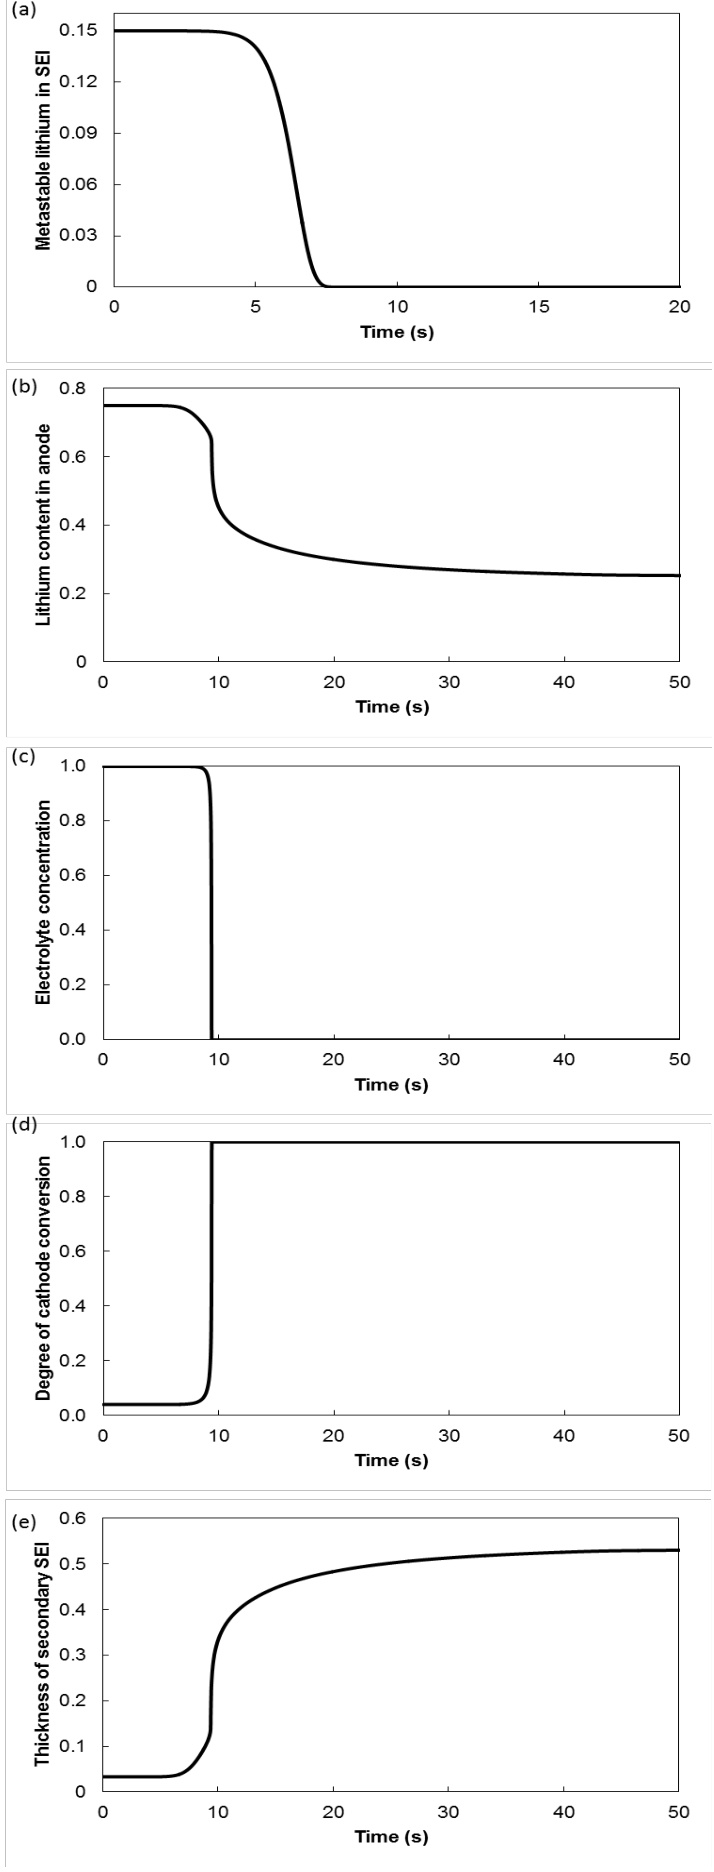 (a)
Metastable lithium in SEI
0.15
0.12
0.09
0.06
0.03
0
0 5 10 15 20
Time (s)
(b)
Lithium content in anode
0.8
0.6
0.4
0.2
0
0 10 20 30 40 50
Time (s)
(c)
Electrolyte concentration
1.0
0.8
0.6
0.4
0.2
0.0
0 10 20 30 40 50
Time (s)
(d)
Degree of cathode conversion
1.0
0.8
0.6
0.4
0.2
0.0
0 10 20 30 40 50
Time (s)
(e)
Thickness of secondary SEI
0.6
0.5
0.4
0.3
0.2
0.1
0
0 10 20 30 40 50
Time (s)